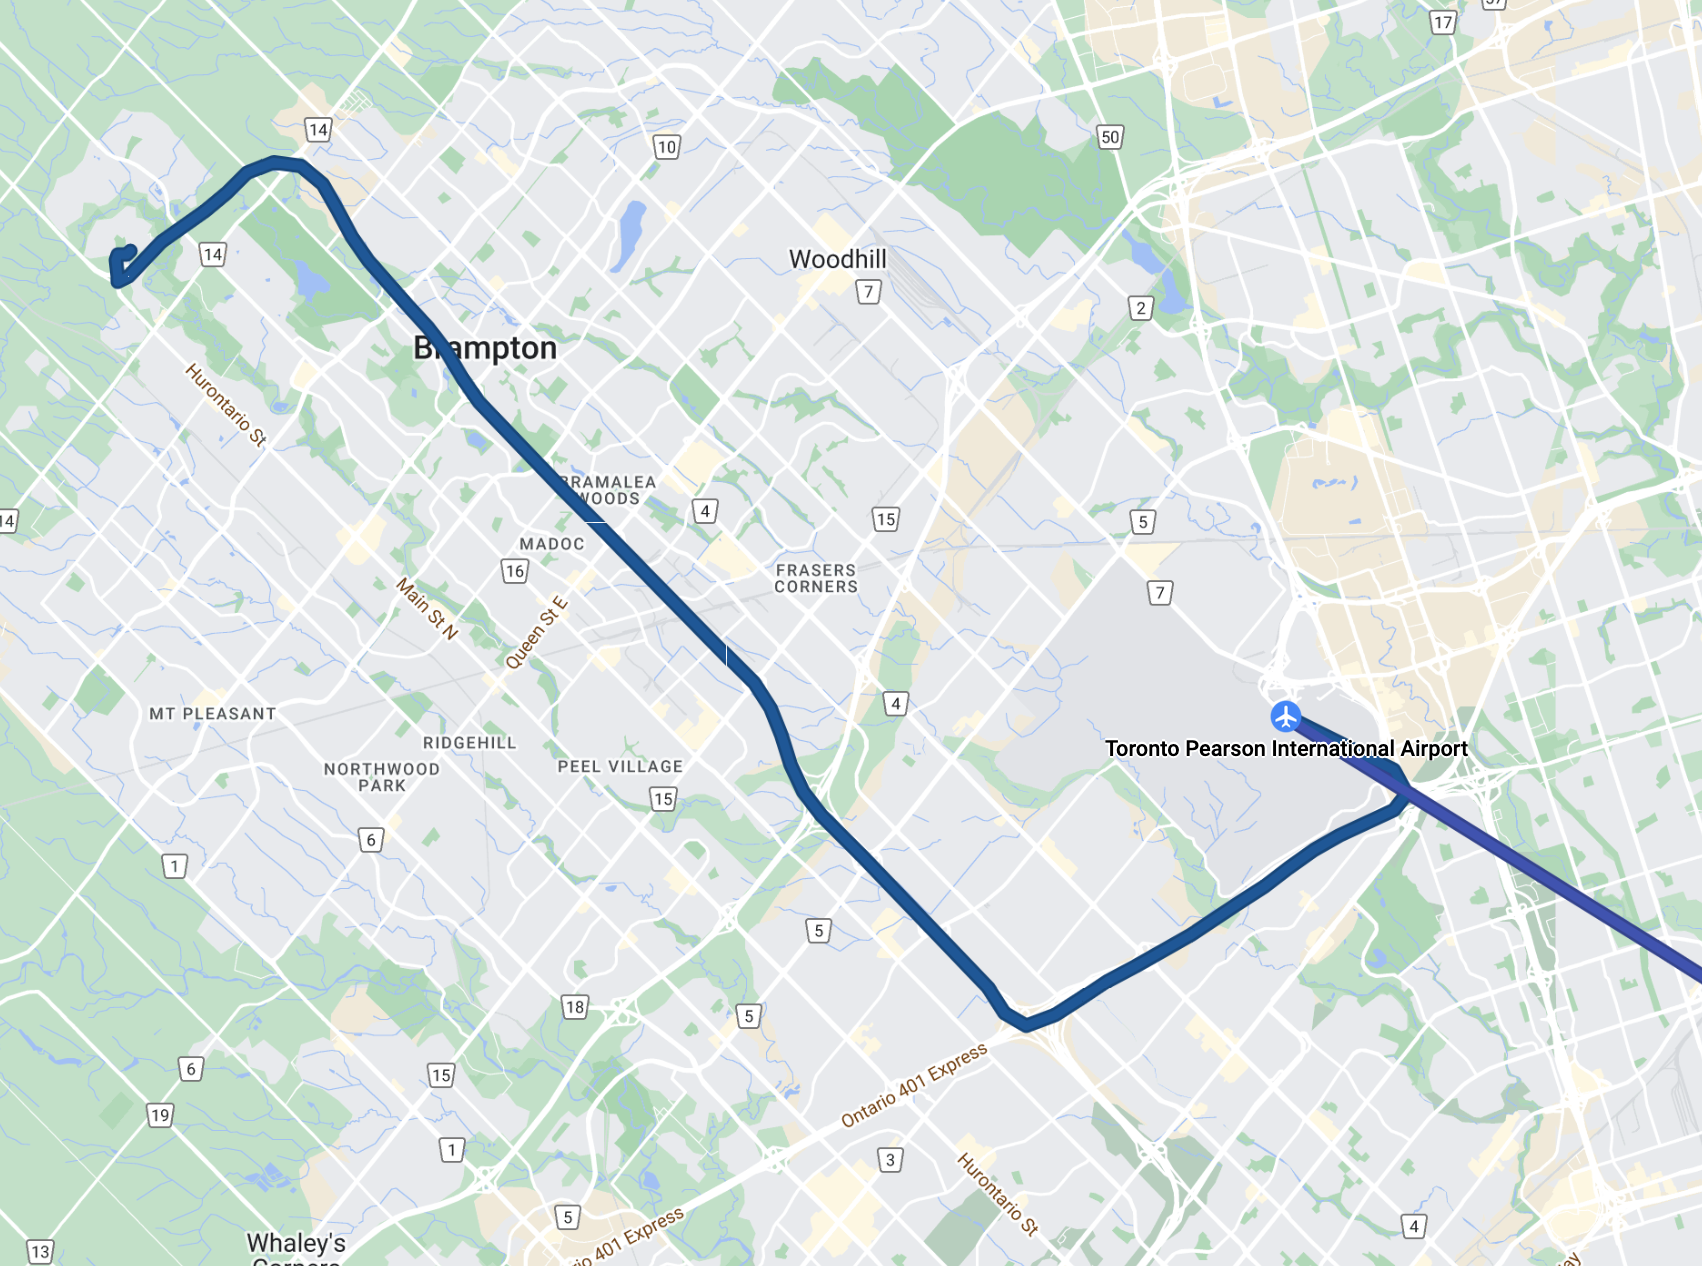 17
14
10
50
14
Woodhill
7
2
Brampton
Hurontario St
BRAMALEA
WOODS
4
15
5
14
MADOC
16
FRASERS
CORNERS
7
Main St N
Queen St E
4
MT PLEASANT
RIDGEHILL
Toronto Pearson International Airport
NORTHWOOD
PARK
PEEL VILLAGE
15
6
1
5
18
5
Ontario 401 Express
6
15
19
1
3
Hurontario St
5
4
401 Express
Whaley's
Corners
13